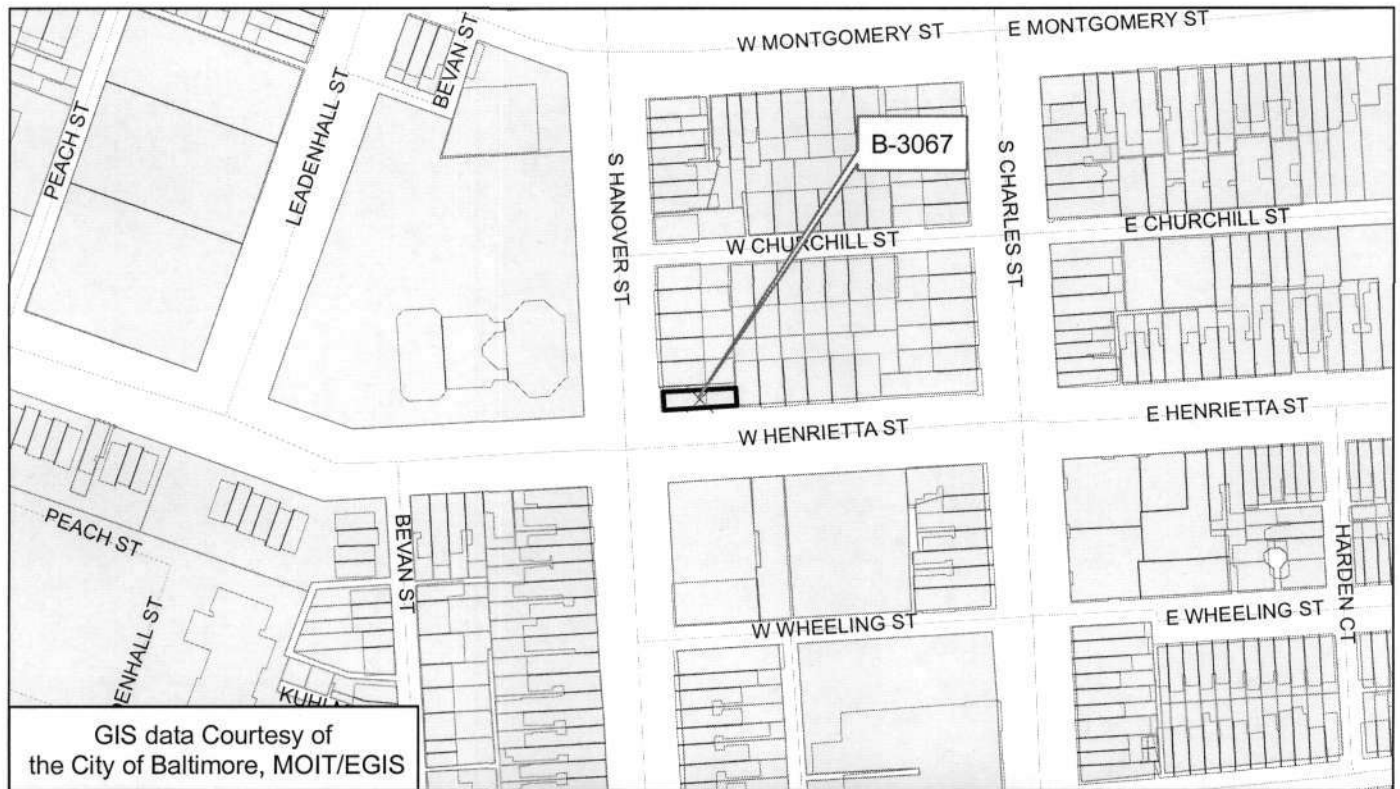 W MONTGOMERY ST
E MONTGOMERY ST
BEVAN ST
PEACH ST
LEADENHALL ST
B-3067
S HANOVER ST
S CHARLES ST
W CHURCHILL ST
E CHURCHILL ST
W HENRIETTA ST
E HENRIETTA ST
PEACH ST
BEVAN ST
HARDEN CT
W WHEELING ST
E WHEELING ST
DENHALL ST
GIS data Courtesy of
the City of Baltimore, MOIT/EGIS